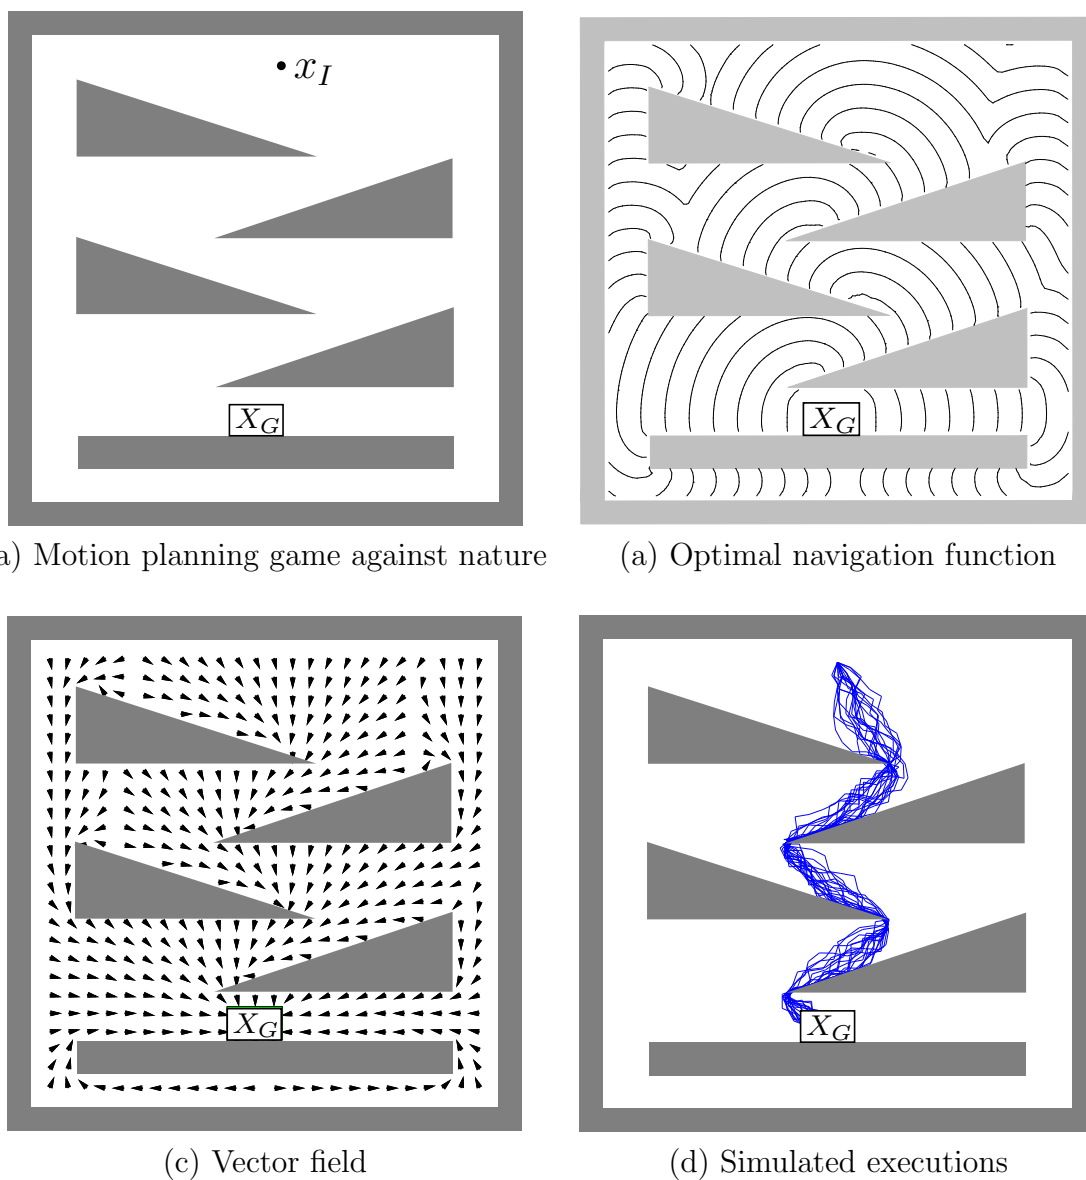 x_I
X_G
X_G
a) Motion planning game against nature
(a) Optimal navigation function
X_G
X_G
(c) Vector field
(d) Simulated executions